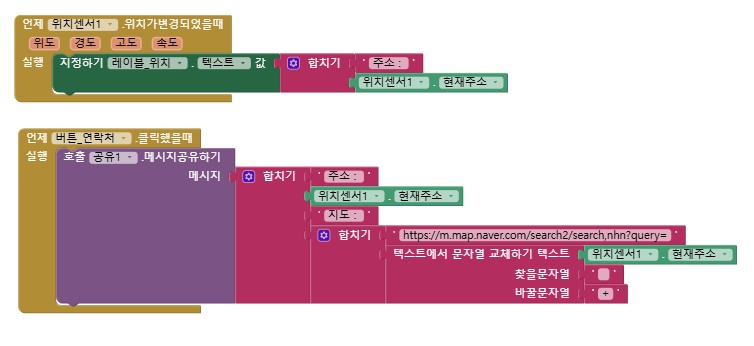 언제 위치센서1 .위치가변경되었을때
위도 경도 고도 속도
실행 지정하기 레이블_위치 . 텍스트 값 합치기 " 주소 : "
위치센서1 . 현재주소
언제 버튼_연락처 .클릭했을때
실행 호출 공유1 .메시지공유하기
메시지 합치기 " 주소 : "
위치센서1 . 현재주소
" 지도 : "
합치기 " https://m.map.naver.com/search2/search,nhn?query= "
텍스트에서 문자열 교체하기 텍스트 위치센서1 . 현재주소
찾을문자열 " "
바꿀문자열 " + "